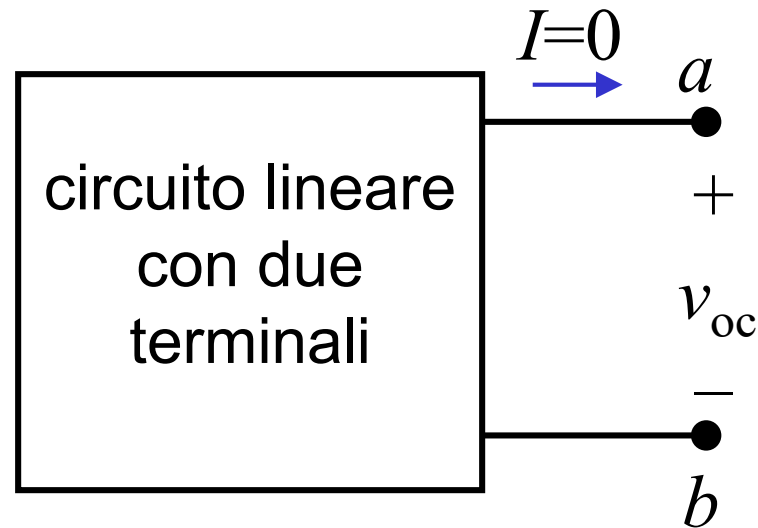 I=0
a
circuito lineare
con due
terminali
+
v_oc
−
b